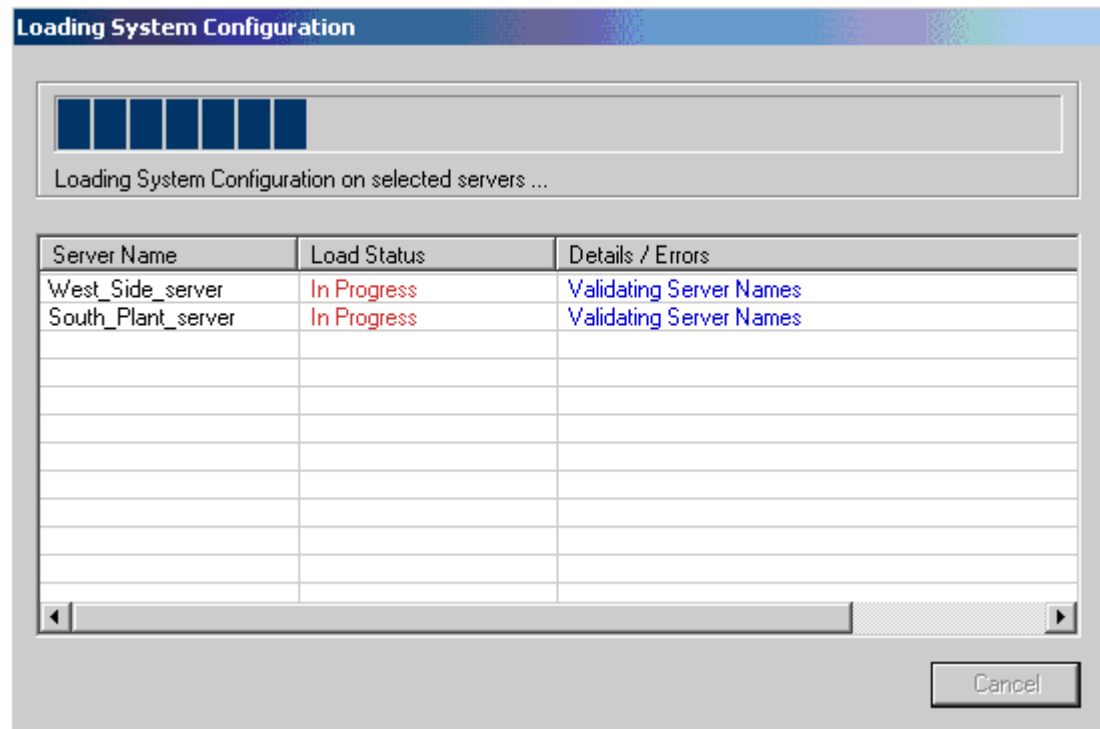 Loading System Configuration
Loading System Configuration on selected servers ...
Server Name Load Status Details / Errors
West_Side_server In Progress Validating Server Names
South_Plant_server In Progress Validating Server Names
Cancel